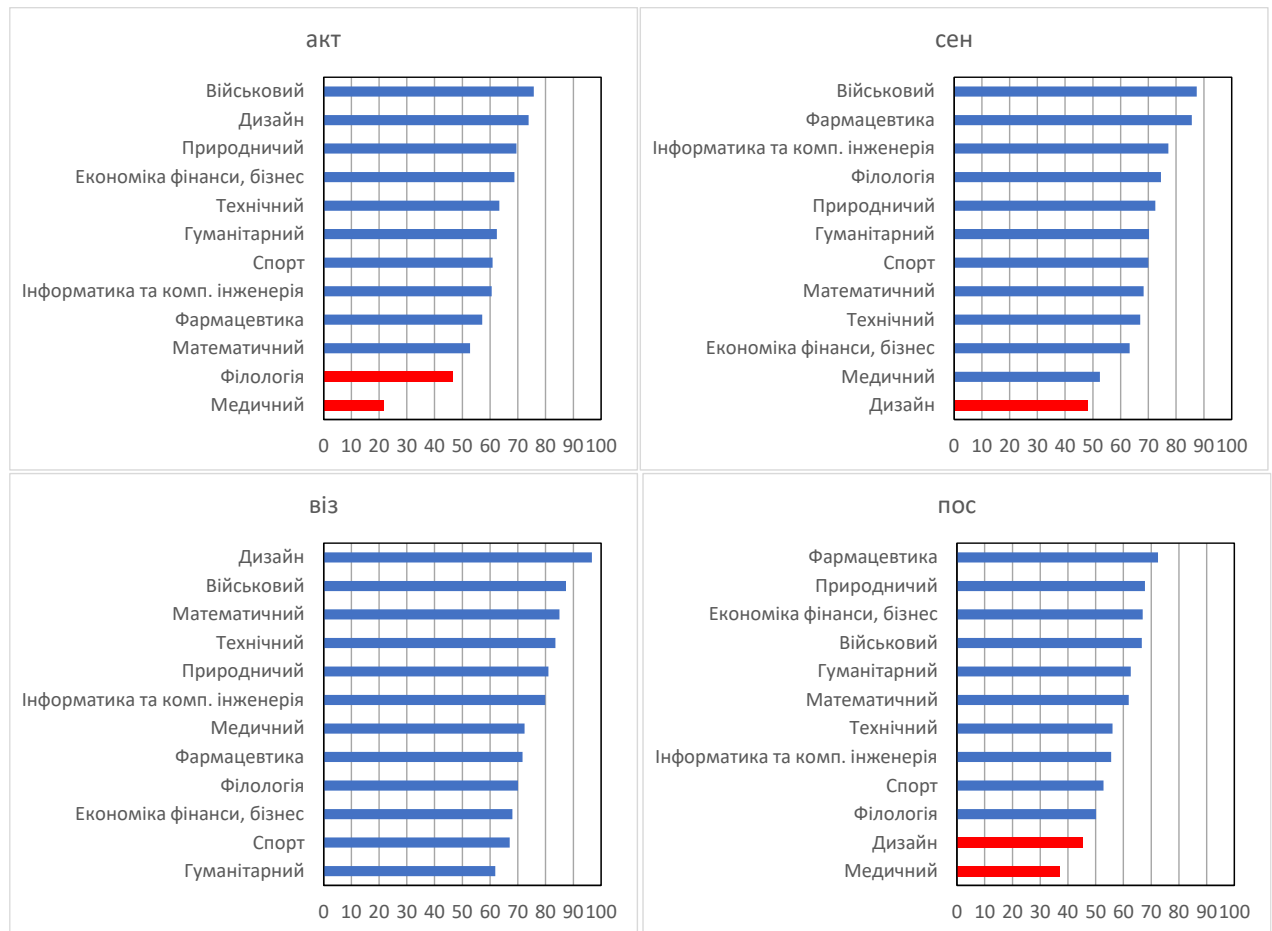 акт
Військовий
Дизайн
Природничий
Економіка фінанси, бізнес
Технічний
Гуманітарний
Спорт
Інформатика та комп. інженерія
Фармацевтика
Математичний
Філологія
Медичний
0 10 20 30 40 50 60 70 80 90 100
сен
Військовий
Фармацевтика
Інформатика та комп. інженерія
Філологія
Природничий
Гуманітарний
Спорт
Математичний
Технічний
Економіка фінанси, бізнес
Медичний
Дизайн
0 10 20 30 40 50 60 70 80 90 100
віз
Дизайн
Військовий
Математичний
Технічний
Природничий
Інформатика та комп. інженерія
Медичний
Фармацевтика
Філологія
Економіка фінанси, бізнес
Спорт
Гуманітарний
0 10 20 30 40 50 60 70 80 90 100
пос
Фармацевтика
Природничий
Економіка фінанси, бізнес
Військовий
Гуманітарний
Математичний
Технічний
Інформатика та комп. інженерія
Спорт
Філологія
Дизайн
Медичний
0 10 20 30 40 50 60 70 80 90 100